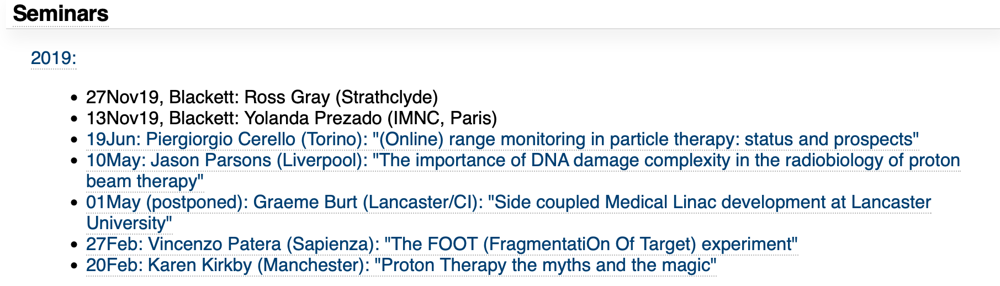 Seminars
2019:
27Nov19, Blackett: Ross Gray (Strathclyde)
13Nov19, Blackett: Yolanda Prezado (IMNC, Paris)
19Jun: Piergiorgio Cerello (Torino): "(Online) range monitoring in particle therapy: status and prospects"
10May: Jason Parsons (Liverpool): "The importance of DNA damage complexity in the radiobiology of proton
beam therapy"
01May (postponed): Graeme Burt (Lancaster/CI): "Side coupled Medical Linac development at Lancaster
University"
27Feb: Vincenzo Patera (Sapienza): "The FOOT (FragmentatiOn Of Target) experiment"
20Feb: Karen Kirkby (Manchester): "Proton Therapy the myths and the magic"